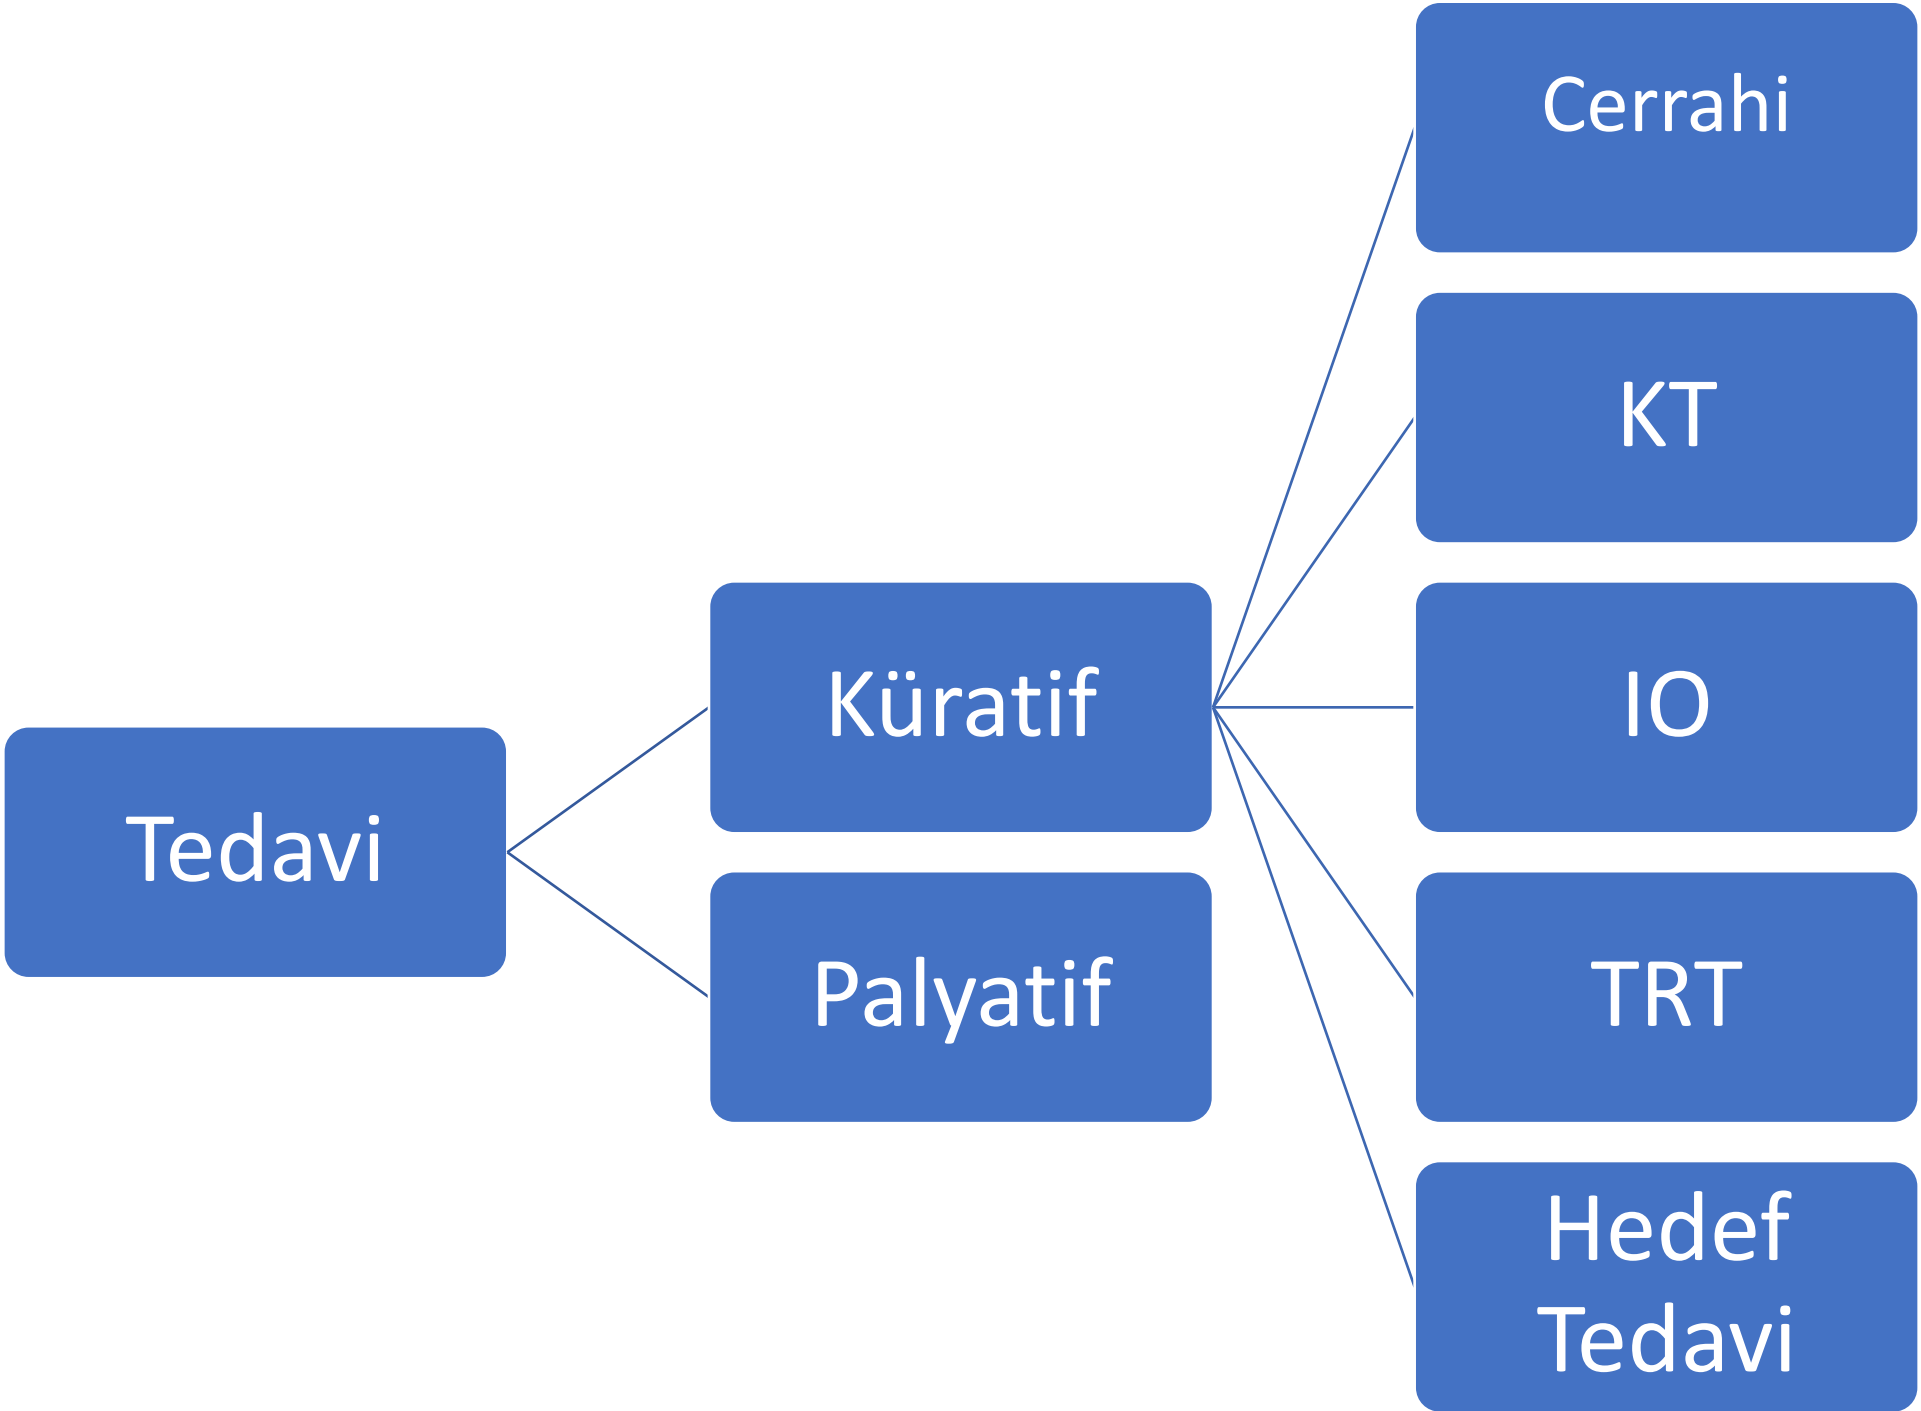 Tedavi
Küratif
Palyatif
Cerrahi
KT
IO
TRT
Hedef
Tedavi